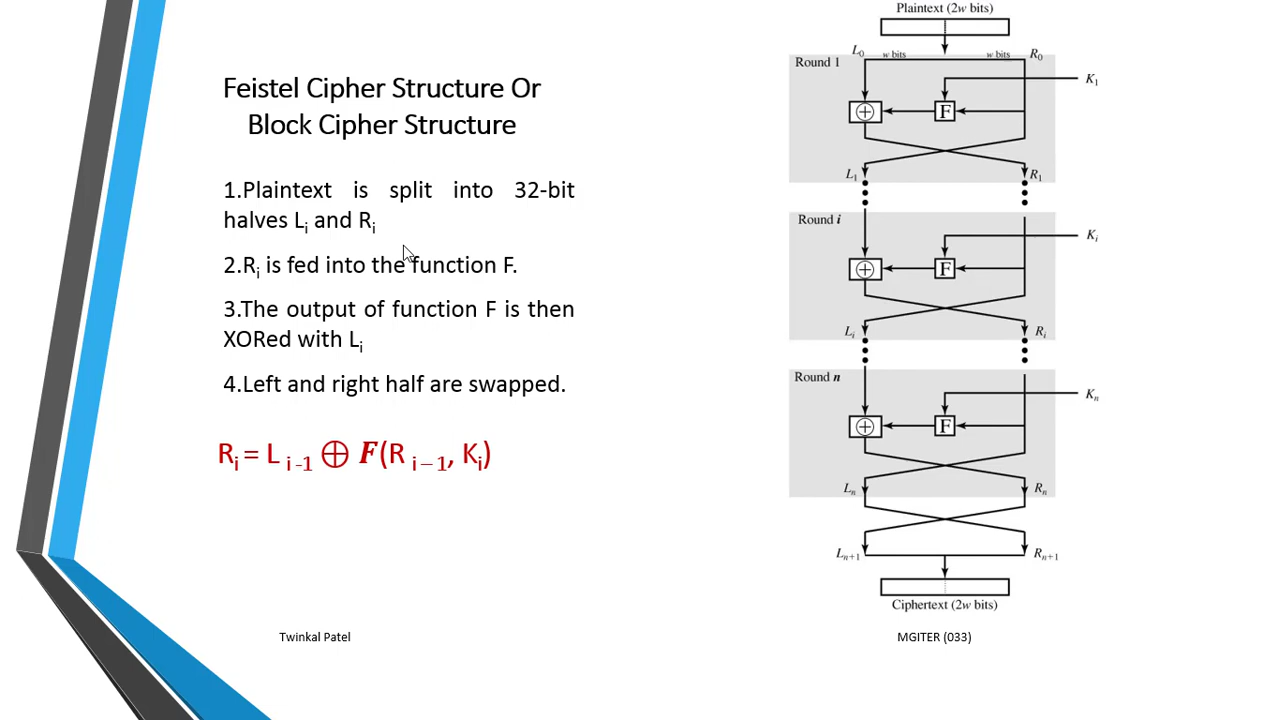 Feistel Cipher Structure Or
Block Cipher Structure
1.Plaintext is split into 32-bit
halves Lᵢ and Rᵢ
2.Rᵢ is fed into the function F.
3.The output of function F is then
XORed with Lᵢ
4.Left and right half are swapped.
Rᵢ = L ᵢ₋₁ ⊕ F(R ᵢ₋₁, Kᵢ)
Plaintext (2w bits)
L₀ w bits w bits R₀
Round 1
K₁
⊕ F
L₁ R₁
Round i
Kᵢ
⊕ F
Lᵢ Rᵢ
Round n
Kₙ
⊕ F
Lₙ Rₙ
Lₙ₊₁ Rₙ₊₁
Ciphertext (2w bits)
Twinkal Patel
MGITER (033)